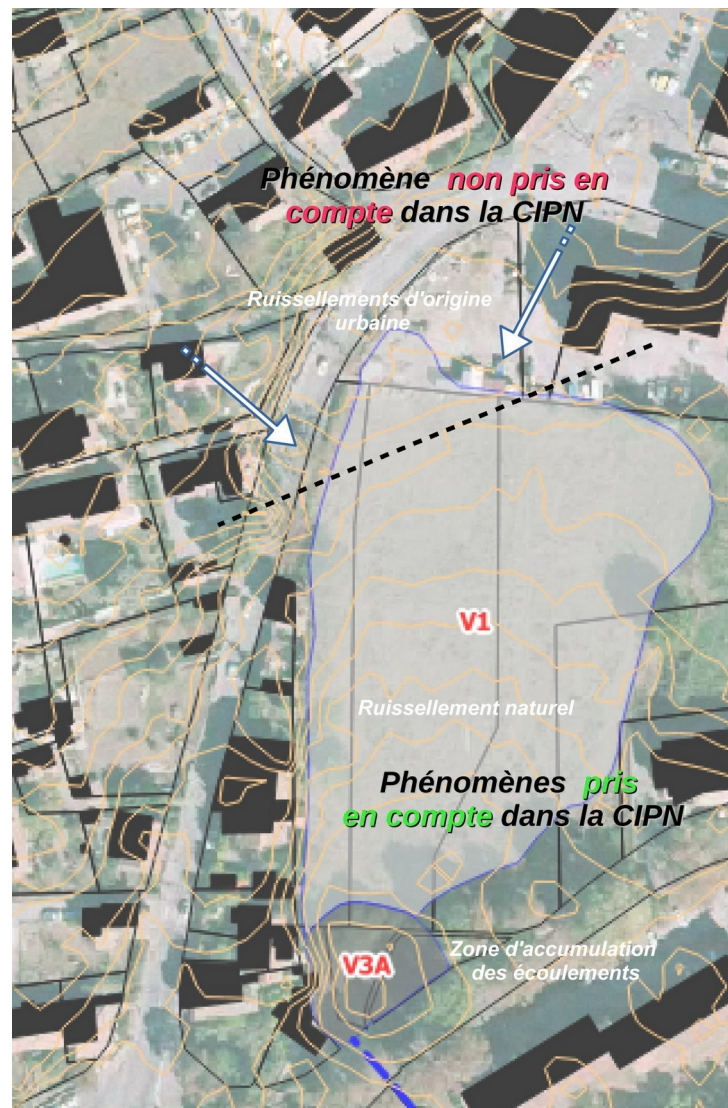 Phénomène non pris en
compte dans la CIPN
Ruissellements d'origine
urbaine
V1
Ruissellement naturel
Phénomènes pris
en compte dans la CIPN
Zone d'accumulation
des écoulements
V3A